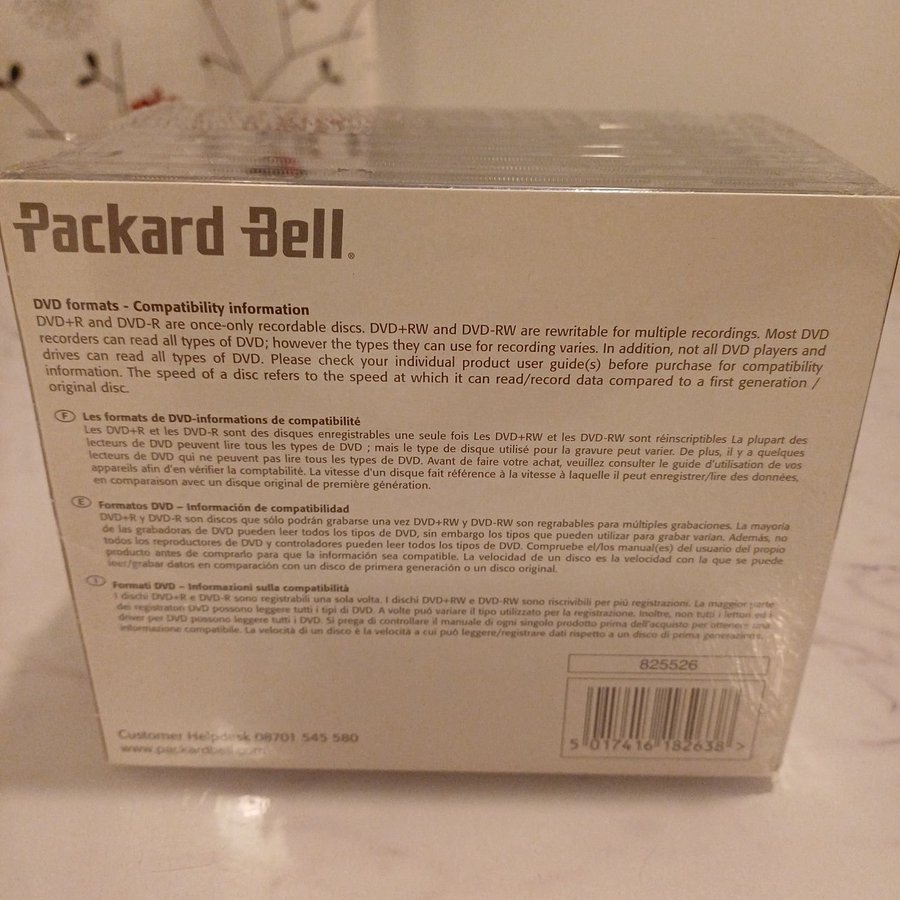 Packard Bell®
DVD formats - Compatibility information
DVD+R and DVD-R are once-only recordable discs. DVD+RW and DVD-RW are rewritable for multiple recordings. Most DVD
recorders can read all types of DVD; however the types they can use for recording varies. In addition, not all DVD players and
drives can read all types of DVD. Please check your individual product user guide(s) before purchase for compatibility
information. The speed of a disc refers to the speed at which it can read/record data compared to a first generation /
original disc.
F Les formats de DVD-informations de compatibilité
Les DVD+R et les DVD-R sont des disques enregistrables une seule fois Les DVD+RW et les DVD-RW sont réinscriptibles La plupart des
lecteurs de DVD peuvent lire tous les types de DVD ; mais le type de disque utilisé pour la gravure peut varier. De plus, il y a quelques
lecteurs de DVD qui ne peuvent pas lire tous les types de DVD. Avant de faire votre achat, veuillez consulter le guide d'utilisation de vos
appareils afin d'en vérifier la comptabilité. La vitesse d'un disque fait référence à la vitesse à laquelle il peut enregistrer/lire des données,
en comparaison avec un disque original de première génération.
E Formatos DVD – Información de compatibilidad
DVD+R y DVD-R son discos que sólo podrán grabarse una vez DVD+RW y DVD-RW son regrabables para múltiples grabaciones. La mayoría
de las grabadoras de DVD pueden leer todos los tipos de DVD, sin embargo los tipos que pueden utilizar para grabar varian. Además, no
todos los reproductores de DVD y controladores pueden leer todos los tipos de DVD. Compruebe el/los manual(es) del usuario del propio
producto antes de comprarlo para que la información sea compatible. La velocidad de un disco es la velocidad con la que se puede
leer/grabar datos en comparación con un disco de primera generación o un disco original.
I Formati DVD – Informazioni sulla compatibilità
I dischi DVD+R e DVD-R sono registrabili una sola volta. I dischi DVD+RW e DVD-RW sono riscrivibili per più registrazioni. La maggior parte
dei registratori DVD possono leggere tutti i tipi di DVD. A volte può variare il tipo utilizzato per la registrazione. Inoltre, non tutti i lettori ed i
driver per DVD possono leggere tutti i DVD. Si prega di controllare il manuale di ogni singolo prodotto prima dell'acquisto per ottenere una
informazione compatibile. La velocità di un disco è la velocità a cui può leggere/registrare dati rispetto a un disco di prima generazione.
825526
5 017416 182638 >
Customer Helpdesk 08701 545 580
www.packardbell.com